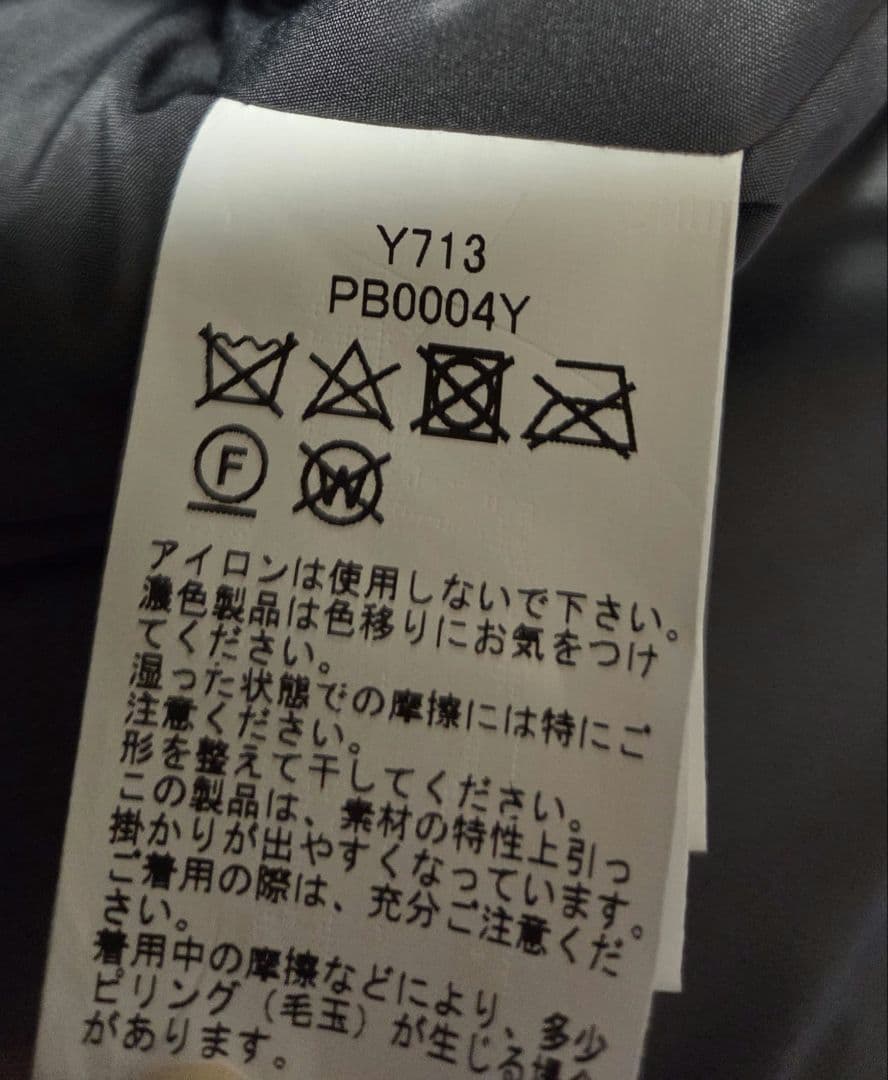 Y713
PB0004Y
F
W
アイロンは使用しないで下さい。
濃色製品は色移りにお気をつけ
てください。
湿った状態での摩擦には特にご
注意ください。
形を整えて干してください。
この製品は、素材の特性上引っ
掛かりが出やすくなっています。
ご着用の際は、充分ご注意くだ
さい。
着用中の摩擦などにより、多少
ピリング（毛玉）が生じる場合
があります。